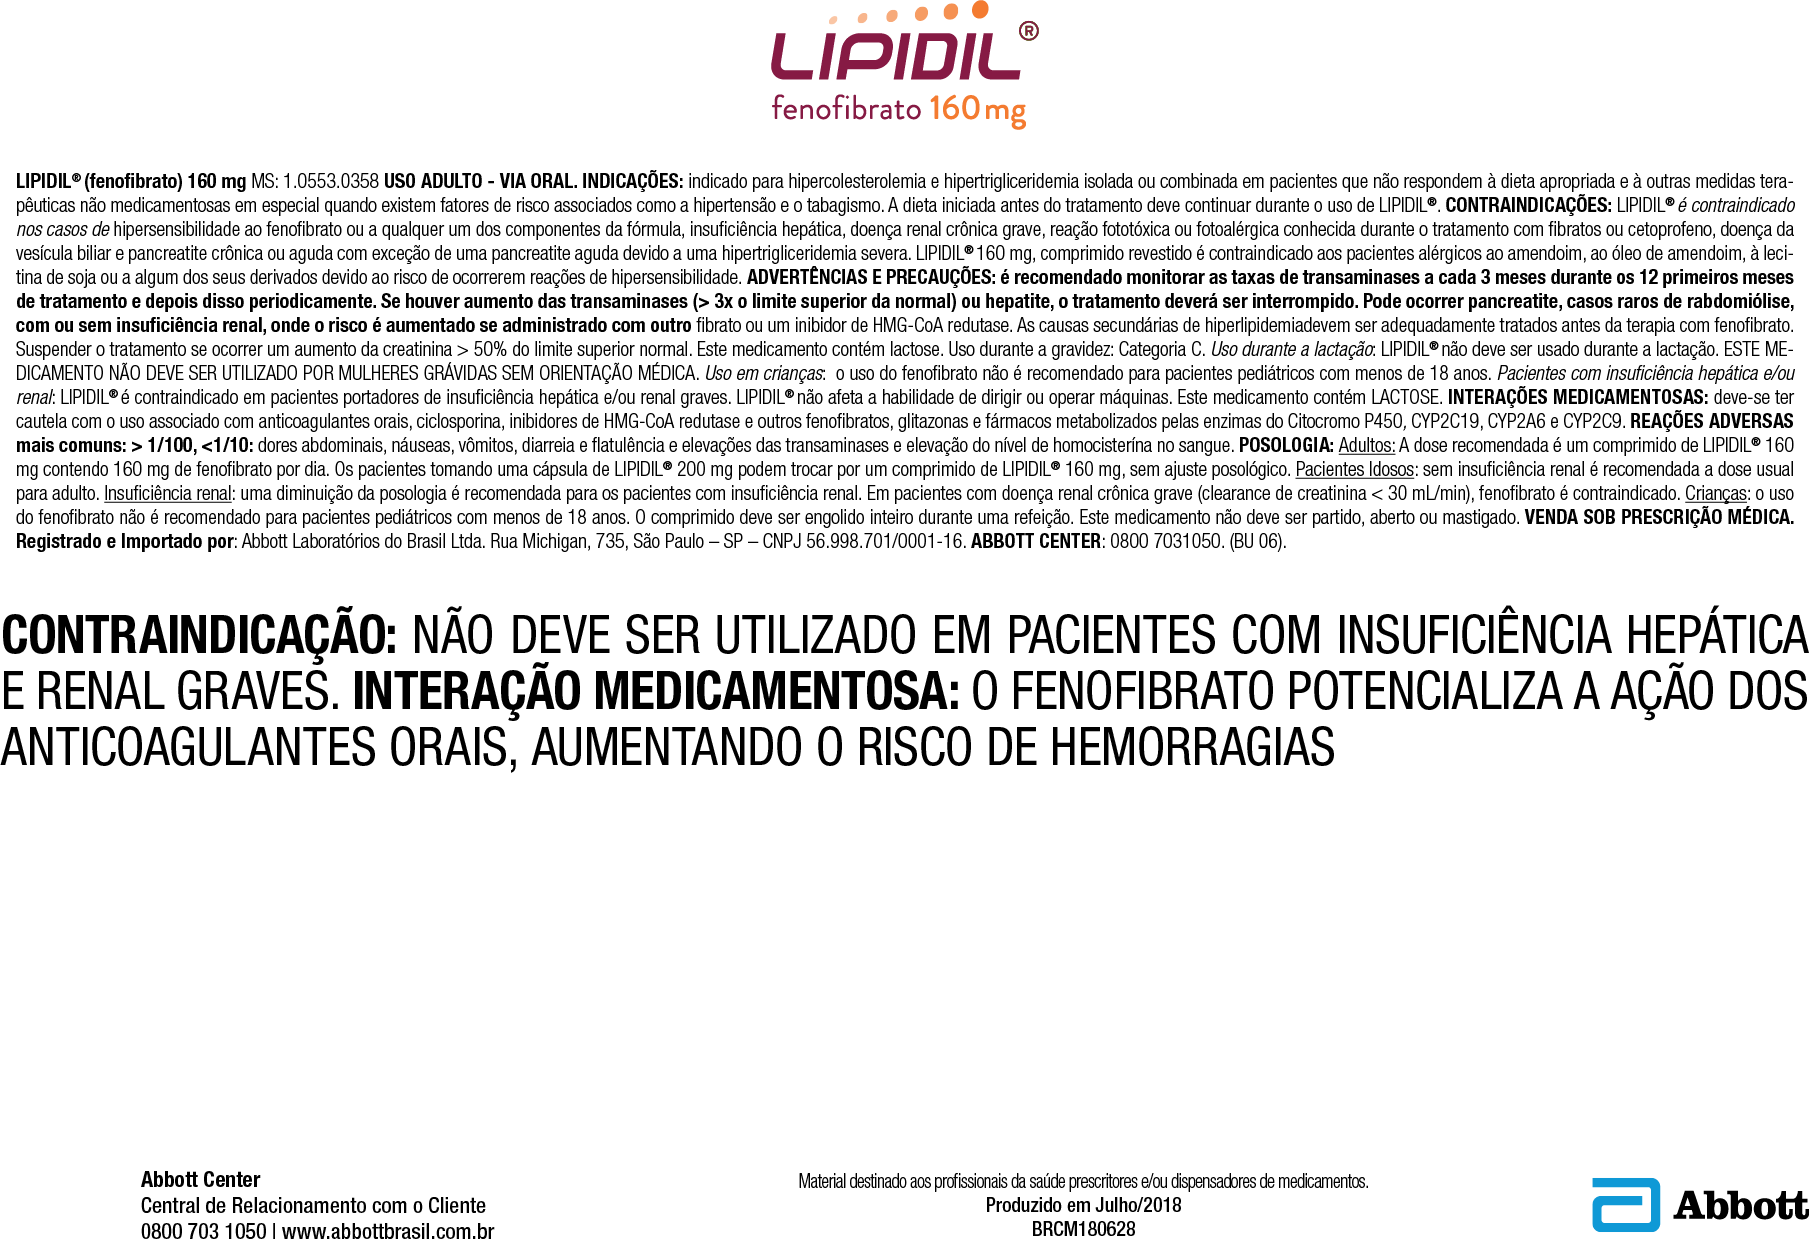 LIPIDIL®
fenofibrato 160 mg
LIPIDIL® (fenofibrato) 160 mg MS: 1.0553.0358 USO ADULTO - VIA ORAL. INDICAÇÕES: indicado para hipercolesterolemia e hipertrigliceridemia isolada ou combinada em pacientes que não respondem à dieta apropriada e à outras medidas tera-
pêuticas não medicamentosas em especial quando existem fatores de risco associados como a hipertensão e o tabagismo. A dieta iniciada antes do tratamento deve continuar durante o uso de LIPIDIL®. CONTRAINDICAÇÕES: LIPIDIL® é contraindicado
nos casos de hipersensibilidade ao fenofibrato ou a qualquer um dos componentes da fórmula, insuficiência hepática, doença renal crônica grave, reação fototóxica ou fotoalérgica conhecida durante o tratamento com fibratos ou cetoprofeno, doença da
vesícula biliar e pancreatite crônica ou aguda com exceção de uma pancreatite aguda devido a uma hipertrigliceridemia severa. LIPIDIL® 160 mg, comprimido revestido é contraindicado aos pacientes alérgicos ao amendoim, ao óleo de amendoim, à leci-
tina de soja ou a algum dos seus derivados devido ao risco de ocorrerem reações de hipersensibilidade. ADVERTÊNCIAS E PRECAUÇÕES: é recomendado monitorar as taxas de transaminases a cada 3 meses durante os 12 primeiros meses
de tratamento e depois disso periodicamente. Se houver aumento das transaminases (> 3x o limite superior da normal) ou hepatite, o tratamento deverá ser interrompido. Pode ocorrer pancreatite, casos raros de rabdomiólise,
com ou sem insuficiência renal, onde o risco é aumentado se administrado com outro fibrato ou um inibidor de HMG-CoA redutase. As causas secundárias de hiperlipidemiadevem ser adequadamente tratados antes da terapia com fenofibrato.
Suspender o tratamento se ocorrer um aumento da creatinina > 50% do limite superior normal. Este medicamento contém lactose. Uso durante a gravidez: Categoria C. Uso durante a lactação: LIPIDIL® não deve ser usado durante a lactação. ESTE ME-
DICAMENTO NÃO DEVE SER UTILIZADO POR MULHERES GRÁVIDAS SEM ORIENTAÇÃO MÉDICA. Uso em crianças: o uso do fenofibrato não é recomendado para pacientes pediátricos com menos de 18 anos. Pacientes com insuficiência hepática e/ou
renal: LIPIDIL® é contraindicado em pacientes portadores de insuficiência hepática e/ou renal graves. LIPIDIL® não afeta a habilidade de dirigir ou operar máquinas. Este medicamento contém LACTOSE. INTERAÇÕES MEDICAMENTOSAS: deve-se ter
cautela com o uso associado com anticoagulantes orais, ciclosporina, inibidores de HMG-CoA redutase e outros fenofibratos, glitazonas e fármacos metabolizados pelas enzimas do Citocromo P450, CYP2C19, CYP2A6 e CYP2C9. REAÇÕES ADVERSAS
mais comuns: > 1/100, <1/10: dores abdominais, náuseas, vômitos, diarreia e flatulência e elevações das transaminases e elevação do nível de homocisterína no sangue. POSOLOGIA: Adultos: A dose recomendada é um comprimido de LIPIDIL® 160
mg contendo 160 mg de fenofibrato por dia. Os pacientes tomando uma cápsula de LIPIDIL® 200 mg podem trocar por um comprimido de LIPIDIL® 160 mg, sem ajuste posológico. Pacientes Idosos: sem insuficiência renal é recomendada a dose usual
para adulto. Insuficiência renal: uma diminuição da posologia é recomendada para os pacientes com insuficiência renal. Em pacientes com doença renal crônica grave (clearance de creatinina < 30 mL/min), fenofibrato é contraindicado. Crianças: o uso
do fenofibrato não é recomendado para pacientes pediátricos com menos de 18 anos. O comprimido deve ser engolido inteiro durante uma refeição. Este medicamento não deve ser partido, aberto ou mastigado. VENDA SOB PRESCRIÇÃO MÉDICA.
Registrado e Importado por: Abbott Laboratórios do Brasil Ltda. Rua Michigan, 735, São Paulo – SP – CNPJ 56.998.701/0001-16. ABBOTT CENTER: 0800 7031050. (BU 06).
CONTRAINDICAÇÃO: NÃO DEVE SER UTILIZADO EM PACIENTES COM INSUFICIÊNCIA HEPÁTICA
E RENAL GRAVES. INTERAÇÃO MEDICAMENTOSA: O FENOFIBRATO POTENCIALIZA A AÇÃO DOS
ANTICOAGULANTES ORAIS, AUMENTANDO O RISCO DE HEMORRAGIAS
Abbott Center
Central de Relacionamento com o Cliente
0800 703 1050 | www.abbottbrasil.com.br
Material destinado aos profissionais da saúde prescritores e/ou dispensadores de medicamentos.
Produzido em Julho/2018
BRCM180628
Abbott